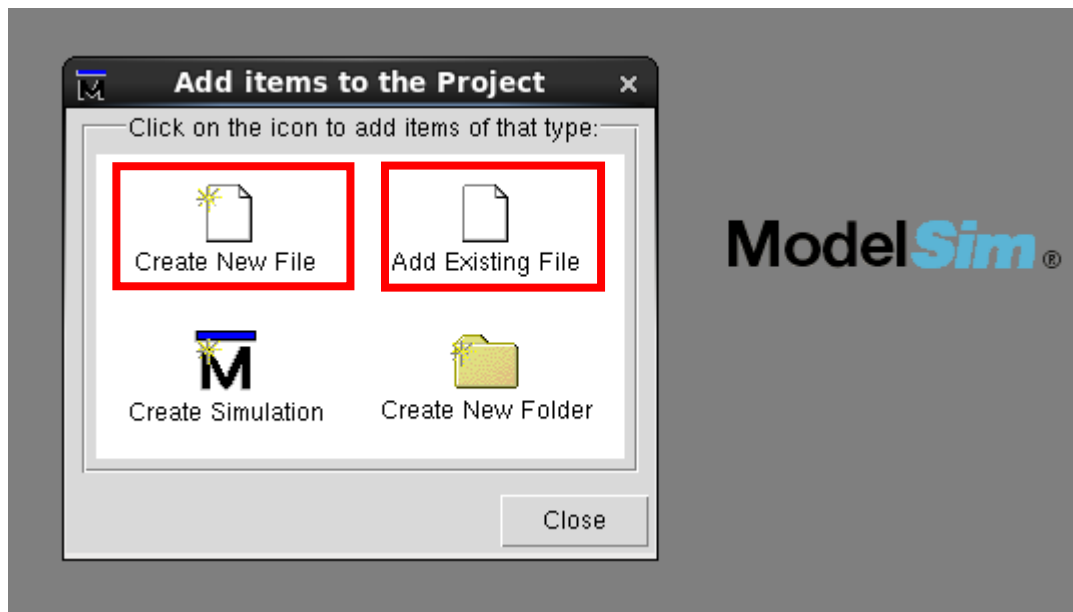 Add items to the Project
Click on the icon to add items of that type:
Create New File
Add Existing File
ModelSim®
Create Simulation
Create New Folder
Close